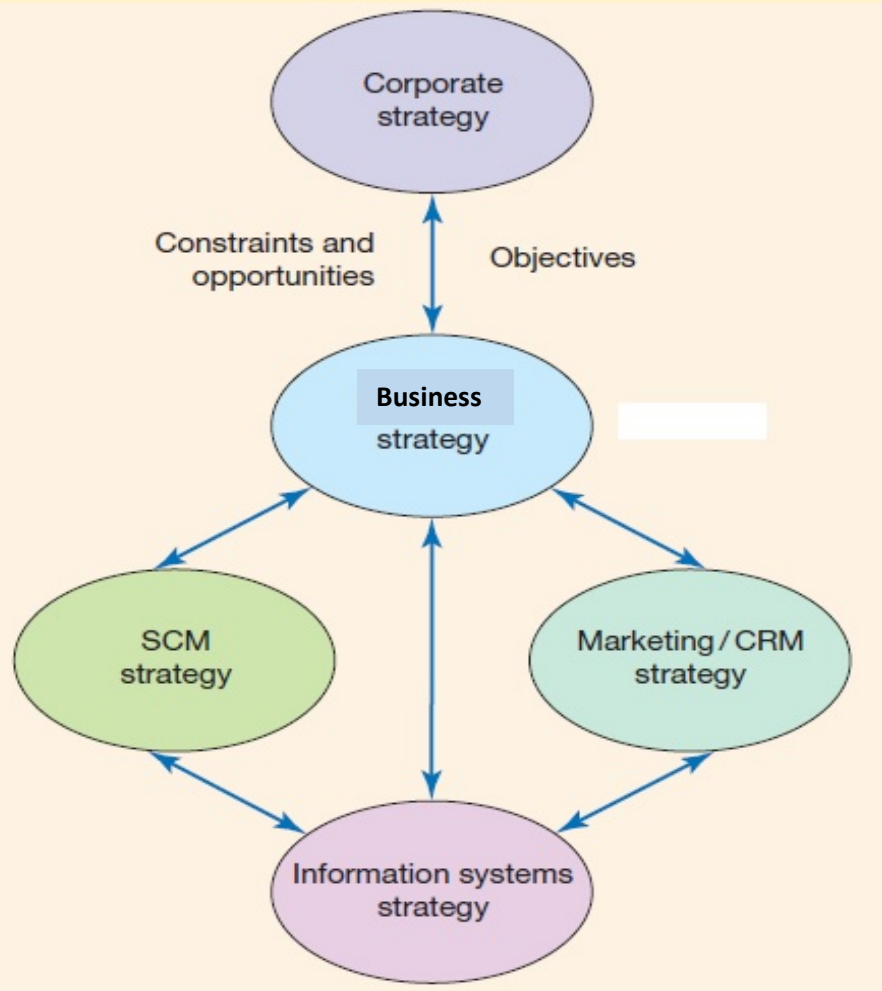 Corporate
strategy
Constraints and
opportunities
Objectives
Business
strategy
SCM
strategy
Marketing / CRM
strategy
Information systems
strategy